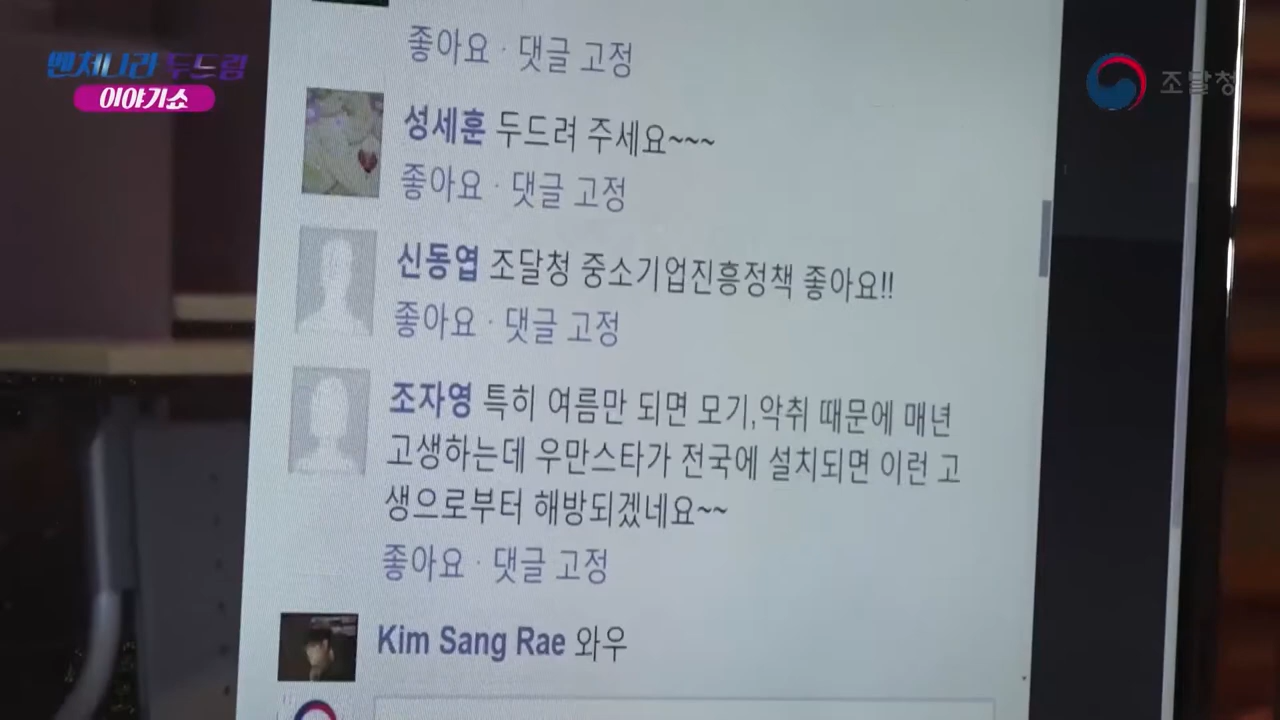 벤처나라 두드림
이야기쇼
조달청
좋아요 · 댓글 고정
성세훈 두드려 주세요~~~
좋아요 · 댓글 고정
신동엽 조달청 중소기업진흥정책 좋아요!!
좋아요 · 댓글 고정
조자영 특히 여름만 되면 모기,악취 때문에 매년
고생하는데 우만스타가 전국에 설치되면 이런 고
생으로부터 해방되겠네요~~
좋아요 · 댓글 고정
Kim Sang Rae 와우